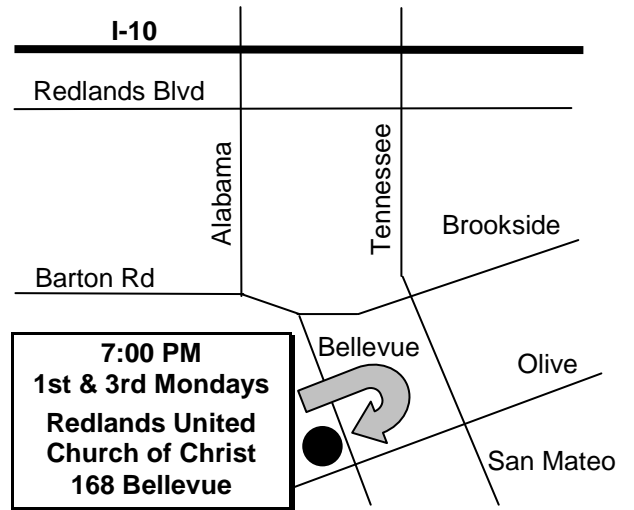 I-10
Redlands Blvd
Alabama
Tennessee
Brookside
Barton Rd
Bellevue
Olive
San Mateo
7:00 PM
1st & 3rd Mondays
Redlands United
Church of Christ
168 Bellevue